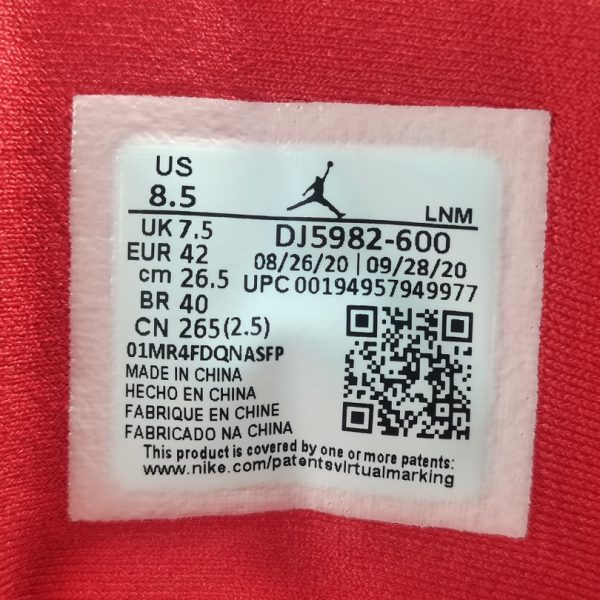 US
8.5
LNM
UK 7.5
DJ5982-600
EUR 42
08/26/20 | 09/28/20
cm 26.5
UPC 00194957949977
BR 40
CN 265(2.5)
01MR4FDQNASFP
MADE IN CHINA
HECHO EN CHINA
FABRIQUE EN CHINE
FABRICADO NA CHINA
This product is covered by one or more patents:
www.nike.com/patentsvirtualmarking